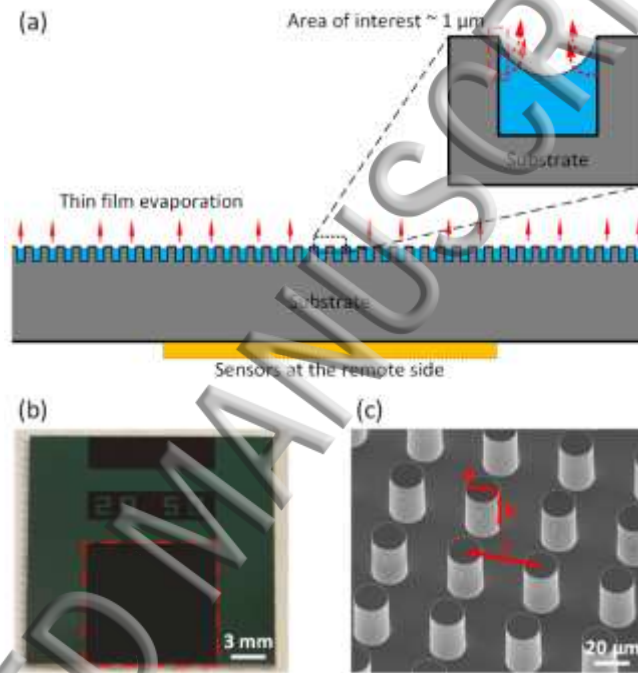 (a)
Area of interest ~ 1 μm
Substrate
Thin film evaporation
Substrate
Sensors at the remote side
(b)
(c)
3 mm
20 μm
D MANUSCRI